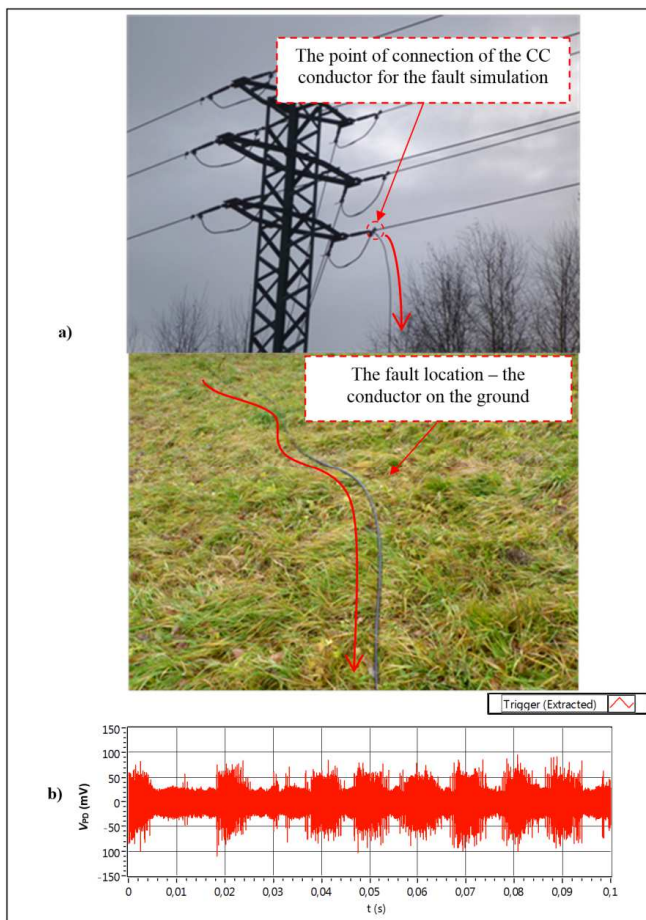 The point of connection of the CC
conductor for the fault simulation
a)
The fault location – the
conductor on the ground
Trigger (Extracted)
b)
150
100
50
0
-50
100
-150
V_PD (mV)
0
0,01
0,02
0,03
0,04
0,05
0,06
0,07
0,08
0,09
0,1
t (s)